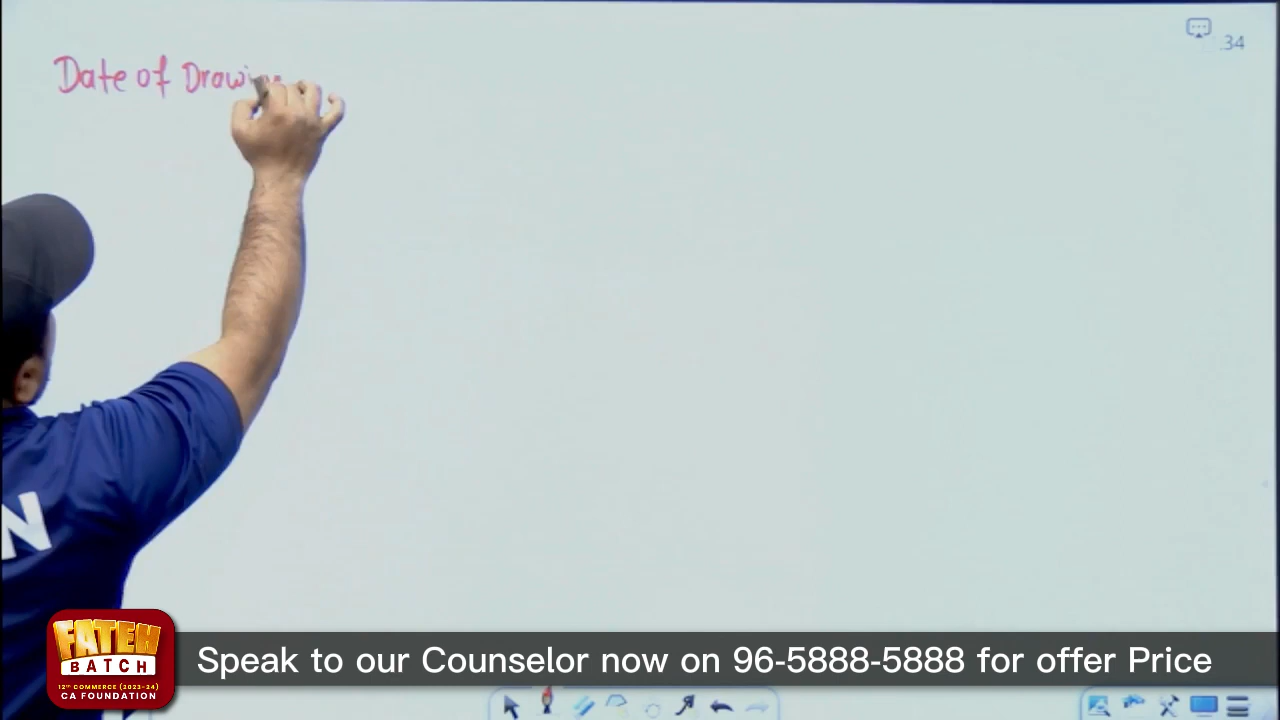 34
Date of Drawin
N
FATEH
BATCH
12TH COMMERCE (2023-24)
CA FOUNDATION
Speak to our Counselor now on 96-5888-5888 for offer Price